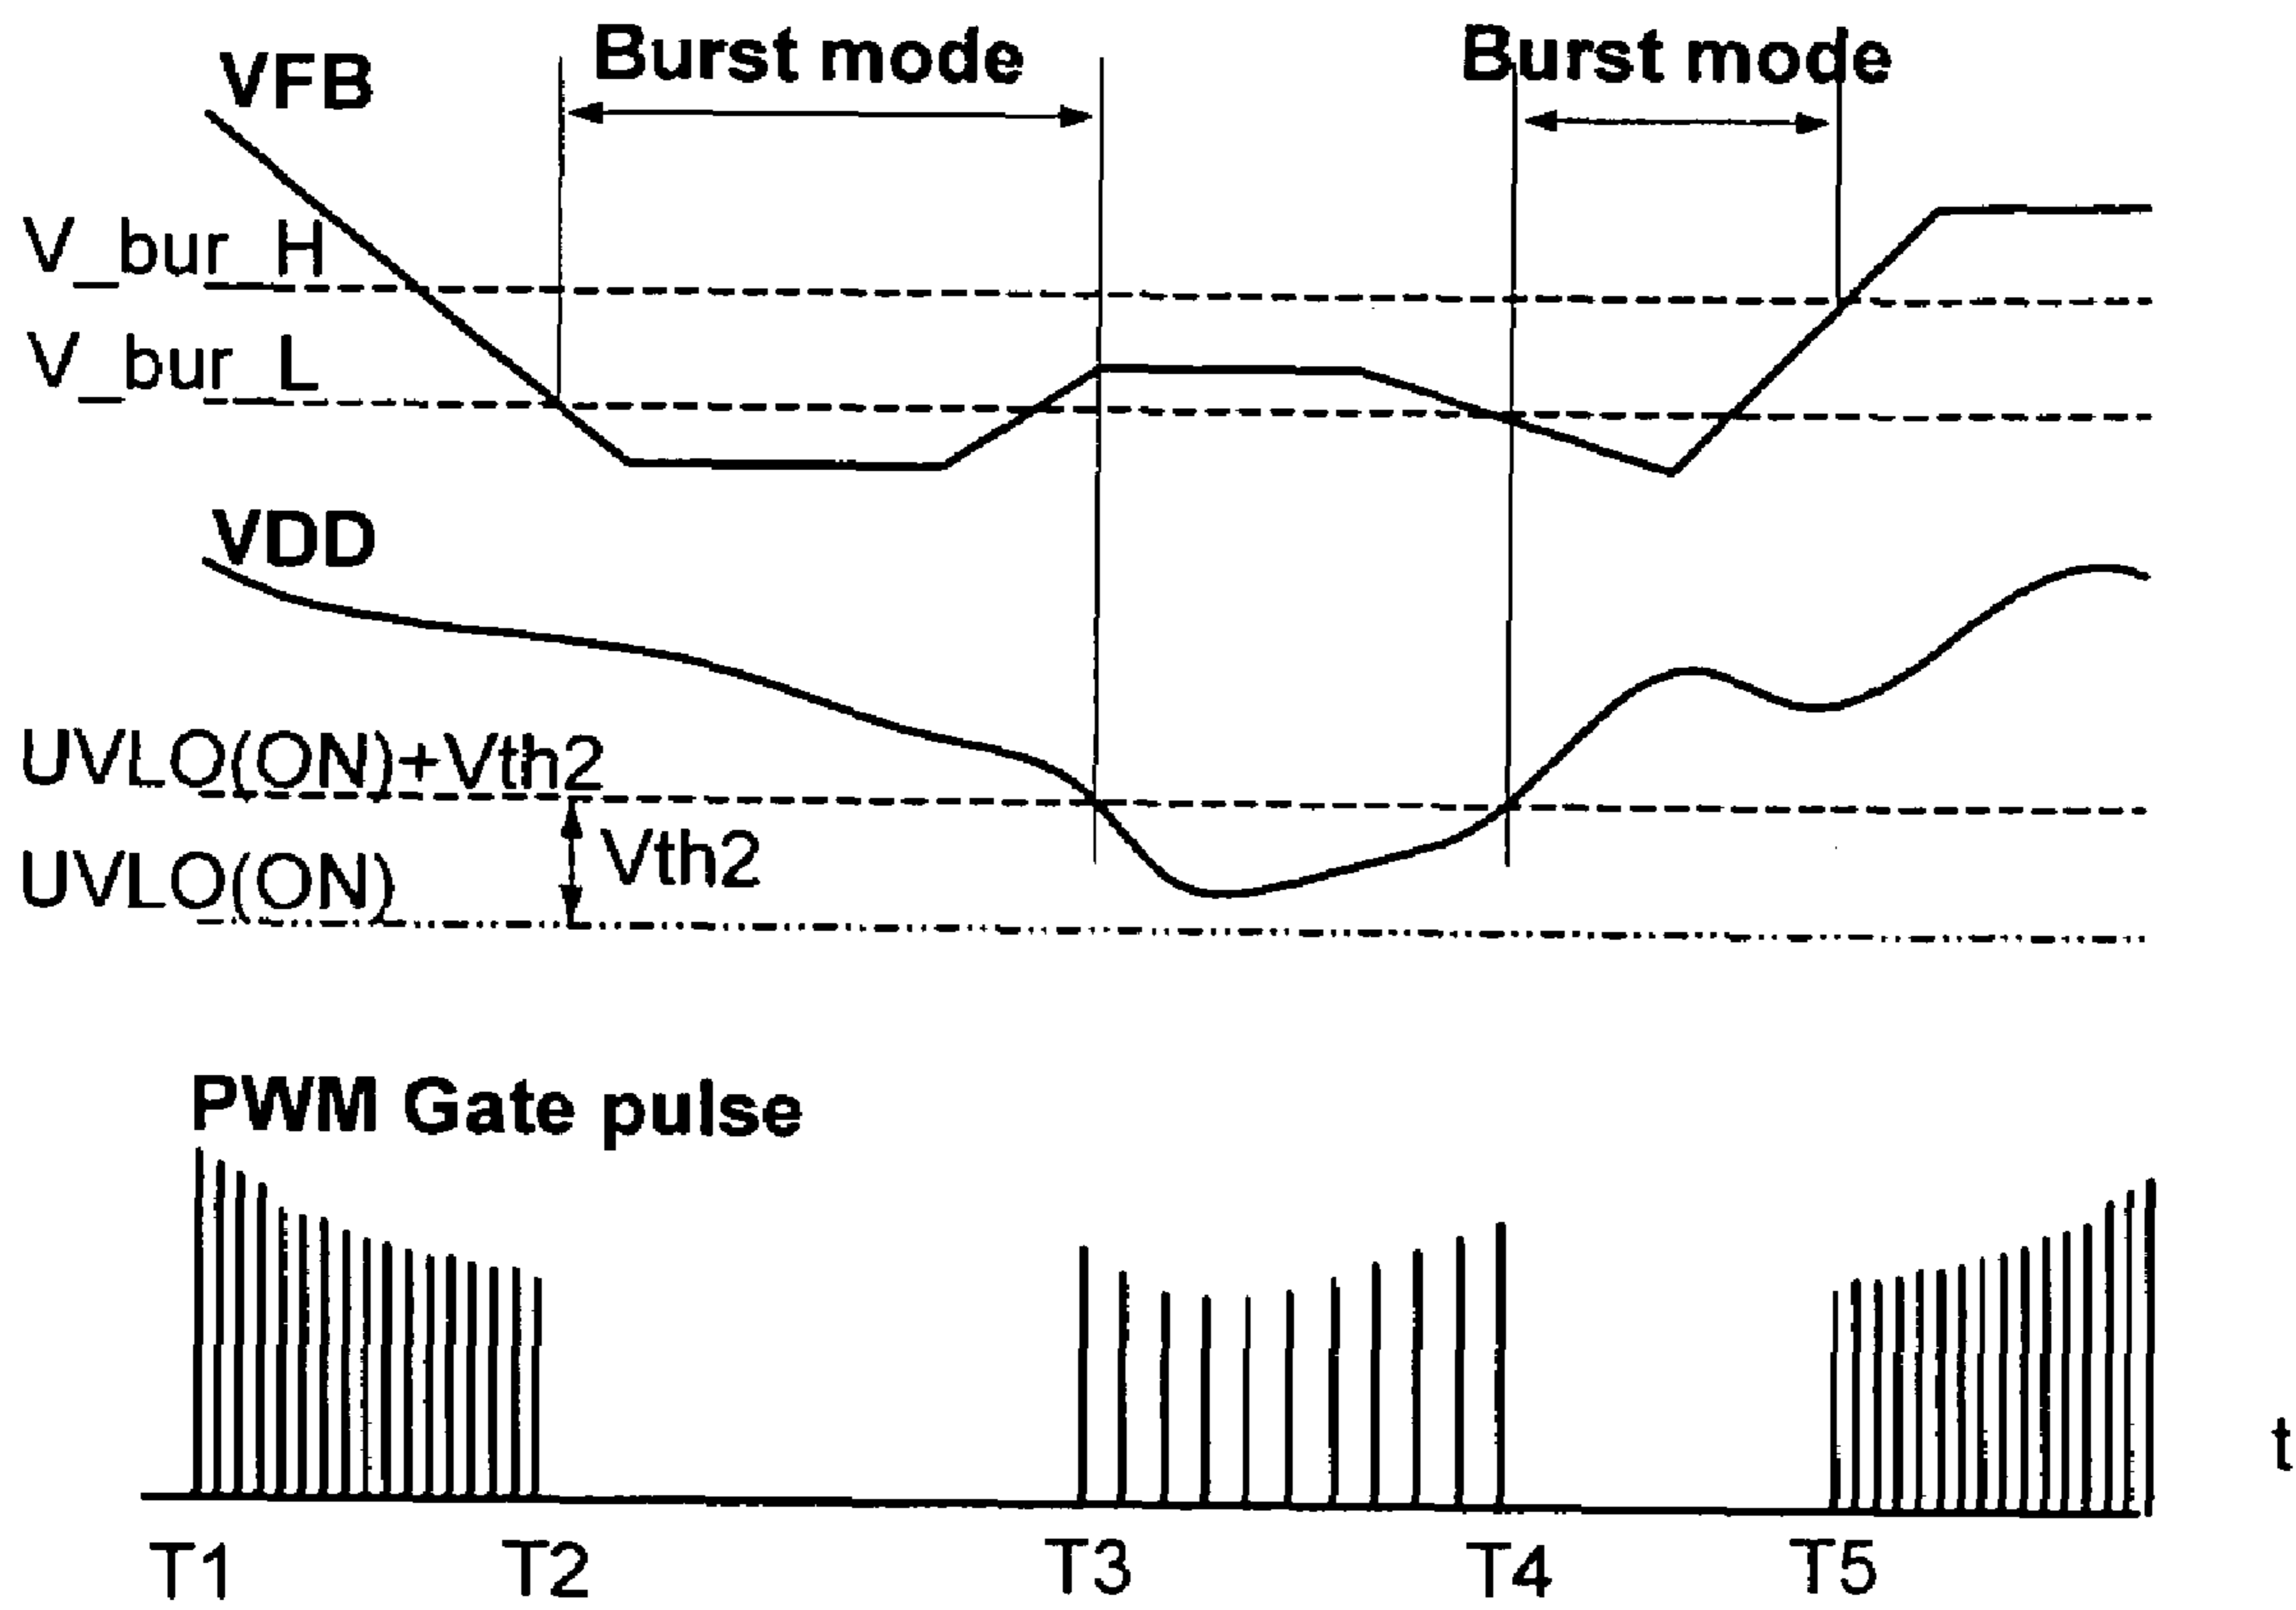 Burst mode
Burst mode
VFB
V_bur_H
V_bur_L
VDD
UVLO(ON)+Vth2
Vth2
UVLO(ON)
PWM Gate pulse
t
T1 T2 T3 T4 T5